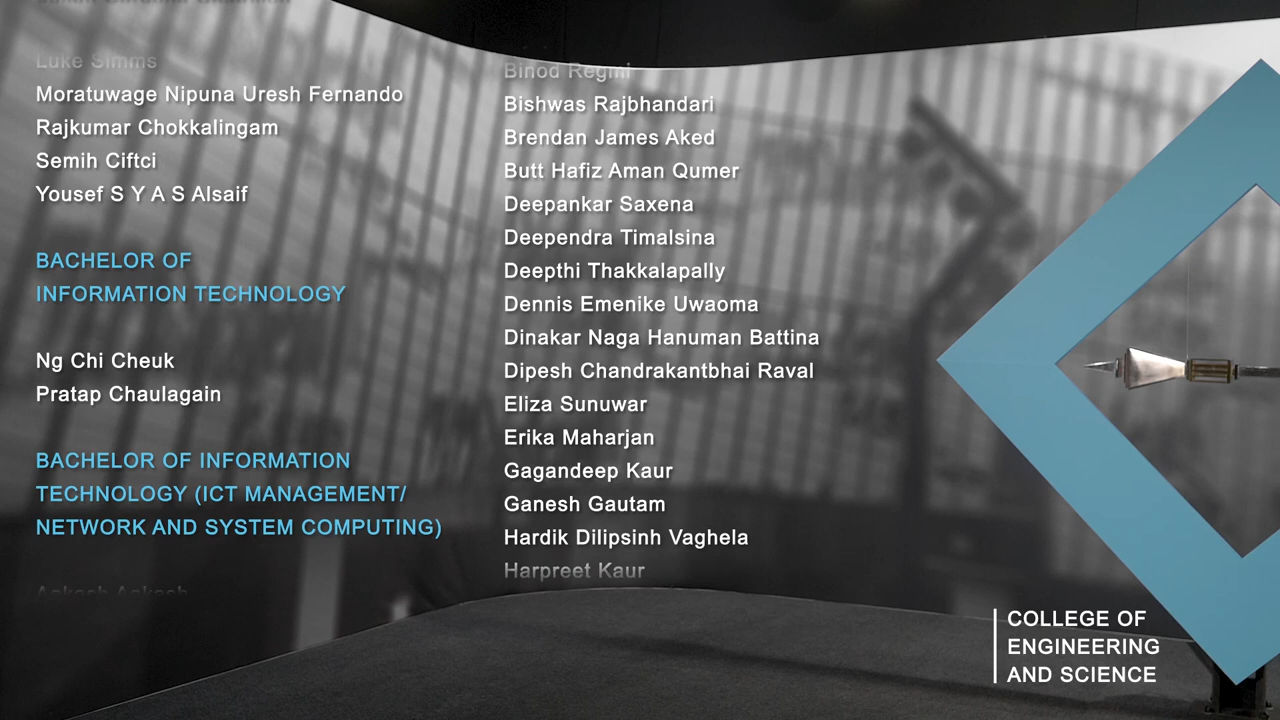 Luke Simms
Moratuwage Nipuna Uresh Fernando
Rajkumar Chokkalingam
Semih Ciftci
Yousef S Y A S Alsaif
BACHELOR OF
INFORMATION TECHNOLOGY
Ng Chi Cheuk
Pratap Chaulagain
BACHELOR OF INFORMATION
TECHNOLOGY (ICT MANAGEMENT/
NETWORK AND SYSTEM COMPUTING)
Binod Regmi
Bishwas Rajbhandari
Brendan James Aked
Butt Hafiz Aman Qumer
Deepankar Saxena
Deependra Timalsina
Deepthi Thakkalapally
Dennis Emenike Uwaoma
Dinakar Naga Hanuman Battina
Dipesh Chandrakantbhai Raval
Eliza Sunuwar
Erika Maharjan
Gagandeep Kaur
Ganesh Gautam
Hardik Dilipsinh Vaghela
Harpreet Kaur
COLLEGE OF
ENGINEERING
AND SCIENCE